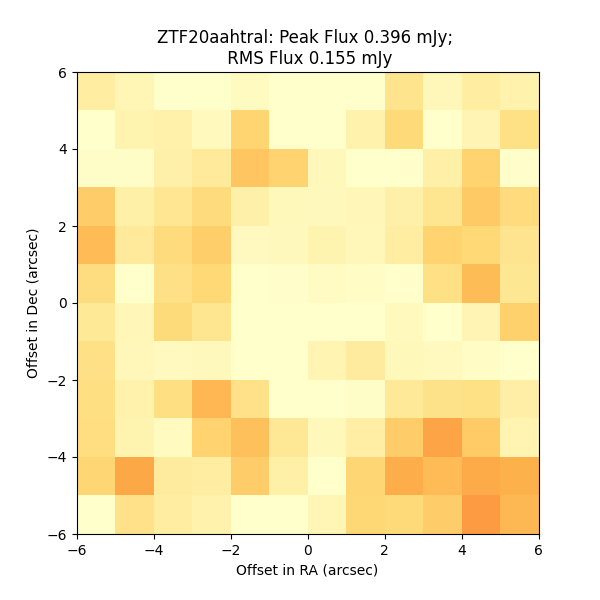 ZTF20aahtral: Peak Flux 0.396 mJy;
RMS Flux 0.155 mJy
6
4
2
0
−2
−4
−6
Offset in Dec (arcsec)
−6 −4 −2 0 2 4 6
Offset in RA (arcsec)